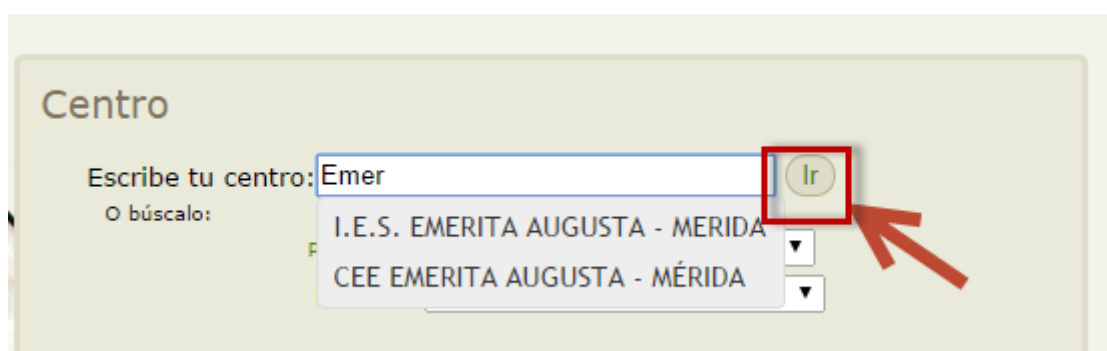 Centro
Escribe tu centro: Emer Ir
O búscalo:
I.E.S. EMERITA AUGUSTA - MERIDA
CEE EMERITA AUGUSTA - MÉRIDA